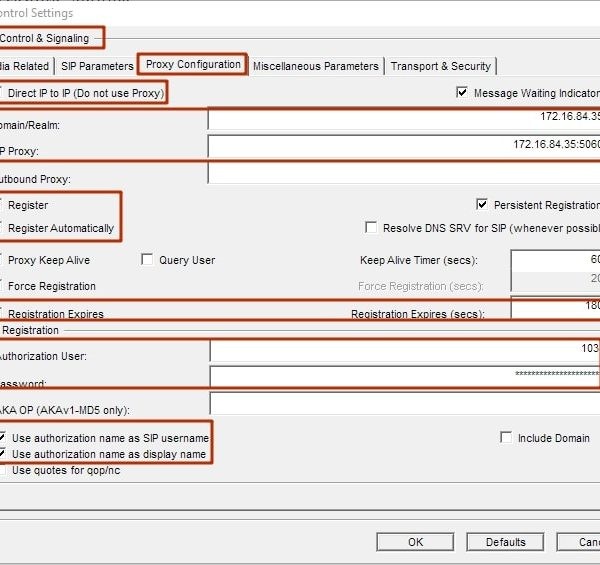 ontrol Settings
Control & Signaling
dia Related SIP Parameters Proxy Configuration Miscellaneous Parameters Transport & Security
Direct IP to IP (Do not use Proxy) Message Waiting Indicator
omain/Realm: 172.16.84.35
P Proxy: 172.16.84.35:5060
utbound Proxy:
Register Persistent Registration
Register Automatically Resolve DNS SRV for SIP (whenever possibl
Proxy Keep Alive Query User Keep Alive Timer (secs): 60
Force Registration Force Registration (secs): 20
Registration Expires Registration Expires (secs): 180
Registration
Authorization User: 103
assword: ********************
AKA OP (AKAv1-MD5 only):
Use authorization name as SIP username Include Domain
Use authorization name as display name
Use quotes for qop/nc
OK Defaults Canc